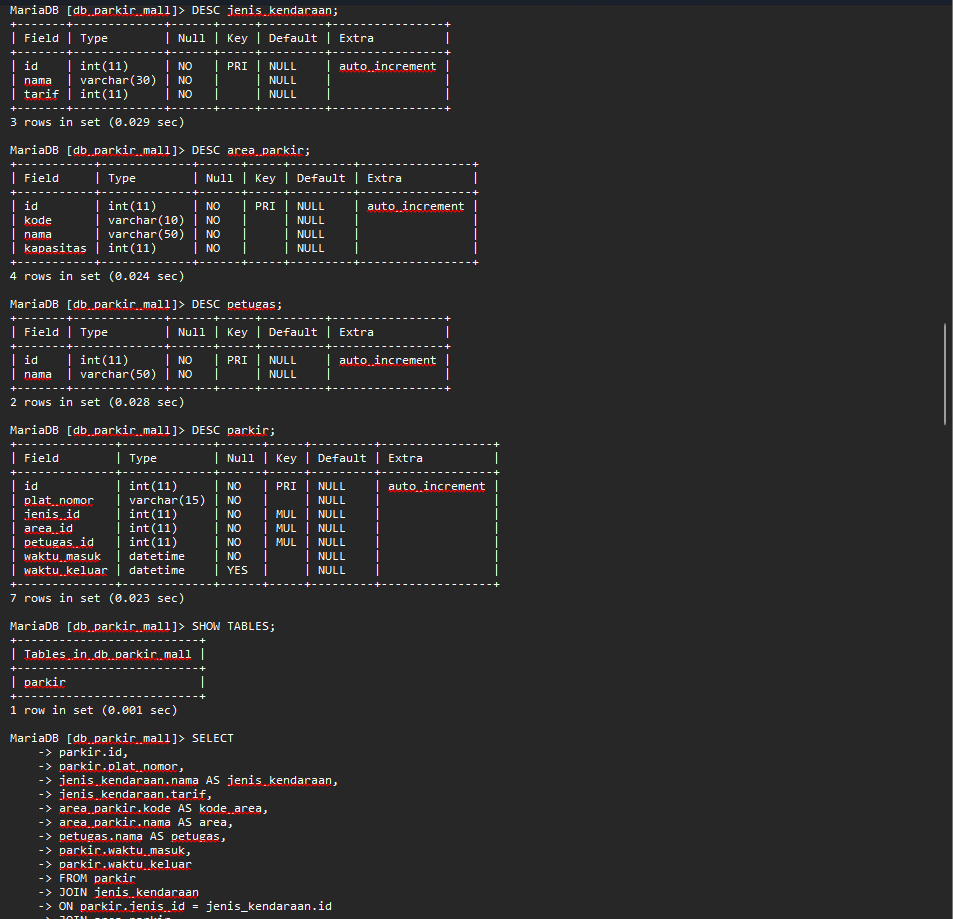 MariaDB [db_parkir_mall]> DESC jenis_kendaraan;
+-------+-------------+------+-----+---------+----------------+
| Field | Type        | Null | Key | Default | Extra          |
+-------+-------------+------+-----+---------+----------------+
| id    | int(11)     | NO   | PRI | NULL    | auto_increment |
| nama  | varchar(30) | NO   |     | NULL    |                |
| tarif | int(11)     | NO   |     | NULL    |                |
+-------+-------------+------+-----+---------+----------------+
3 rows in set (0.029 sec)
MariaDB [db_parkir_mall]> DESC area_parkir;
+-----------+-------------+------+-----+---------+----------------+
| Field     | Type        | Null | Key | Default | Extra          |
+-----------+-------------+------+-----+---------+----------------+
| id        | int(11)     | NO   | PRI | NULL    | auto_increment |
| kode      | varchar(10) | NO   |     | NULL    |                |
| nama      | varchar(50) | NO   |     | NULL    |                |
| kapasitas | int(11)     | NO   |     | NULL    |                |
+-----------+-------------+------+-----+---------+----------------+
4 rows in set (0.024 sec)
MariaDB [db_parkir_mall]> DESC petugas;
+-------+-------------+------+-----+---------+----------------+
| Field | Type        | Null | Key | Default | Extra          |
+-------+-------------+------+-----+---------+----------------+
| id    | int(11)     | NO   | PRI | NULL    | auto_increment |
| nama  | varchar(50) | NO   |     | NULL    |                |
+-------+-------------+------+-----+---------+----------------+
2 rows in set (0.028 sec)
MariaDB [db_parkir_mall]> DESC parkir;
+--------------+-------------+------+-----+---------+----------------+
| Field        | Type        | Null | Key | Default | Extra          |
+--------------+-------------+------+-----+---------+----------------+
| id           | int(11)     | NO   | PRI | NULL    | auto_increment |
| plat_nomor   | varchar(15) | NO   |     | NULL    |                |
| jenis_id     | int(11)     | NO   | MUL | NULL    |                |
| area_id      | int(11)     | NO   | MUL | NULL    |                |
| petugas_id   | int(11)     | NO   | MUL | NULL    |                |
| waktu_masuk  | datetime    | NO   |     | NULL    |                |
| waktu_keluar | datetime    | YES  |     | NULL    |                |
+--------------+-------------+------+-----+---------+----------------+
7 rows in set (0.023 sec)
MariaDB [db_parkir_mall]> SHOW TABLES;
+--------------------------+
| Tables_in_db_parkir_mall |
+--------------------------+
| parkir                   |
+--------------------------+
1 row in set (0.001 sec)
MariaDB [db_parkir_mall]> SELECT
    -> parkir.id,
    -> parkir.plat_nomor,
    -> jenis_kendaraan.nama AS jenis_kendaraan,
    -> jenis_kendaraan.tarif,
    -> area_parkir.kode AS kode_area,
    -> area_parkir.nama AS area,
    -> petugas.nama AS petugas,
    -> parkir.waktu_masuk,
    -> parkir.waktu_keluar
    -> FROM parkir
    -> JOIN jenis_kendaraan
    -> ON parkir.jenis_id = jenis_kendaraan.id
    -> JOIN area_parkir